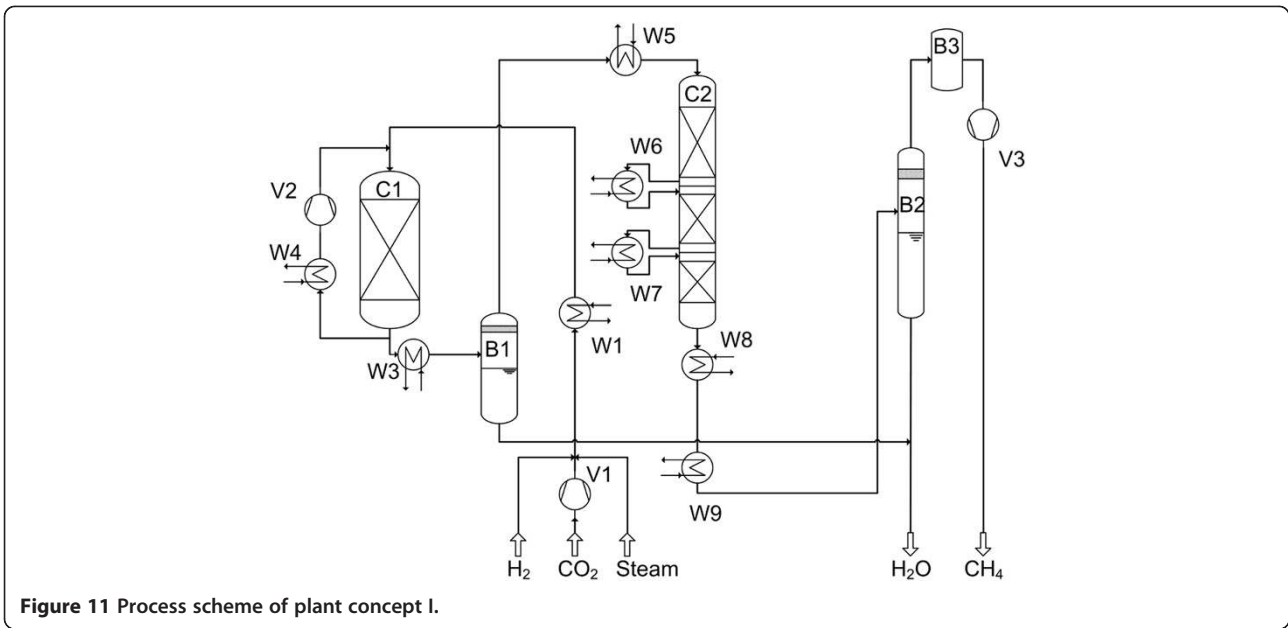 W5
B3
C2
V3
W6
V2
C1
B2
W4
W7
W1
W8
B1
W3
V1
W9
H₂ CO₂ Steam H₂O CH₄
Figure 11 Process scheme of plant concept I.